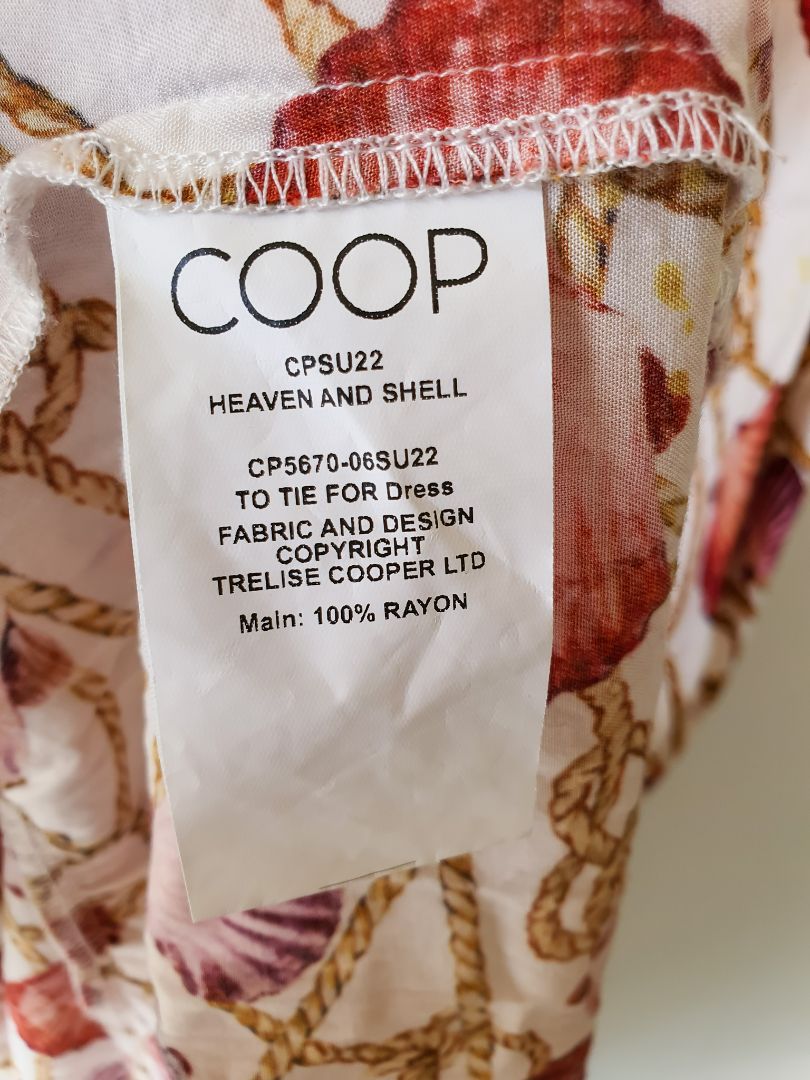 COOP
CPSU22
HEAVEN AND SHELL
CP5670-06SU22
TO TIE FOR Dress
FABRIC AND DESIGN
COPYRIGHT
TRELISE COOPER LTD
Main: 100% RAYON